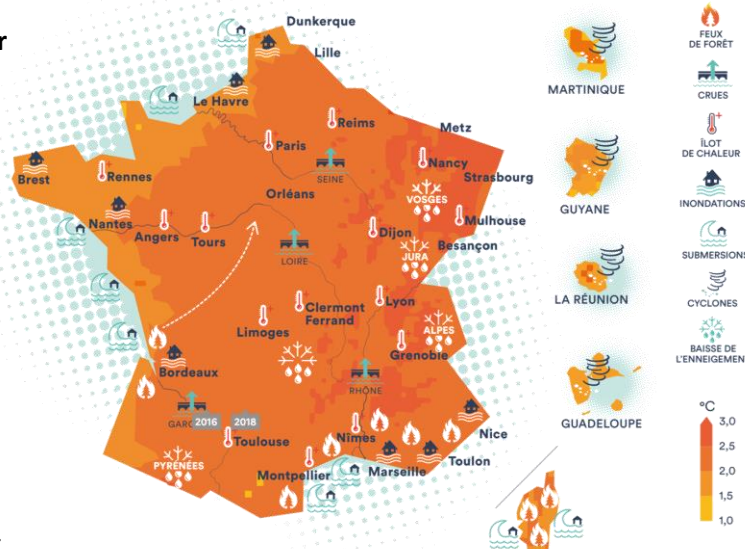 r
Dunkerque
Lille
Le Havre
Reims
Metz
Paris
Nancy
Strasbourg
SEINE
Brest
Rennes
VOSGES
Orléans
Nantes
Mulhouse
Angers
Tours
Dijon
Besançon
JURA
LOIRE
Lyon
Clermont
Ferrand
Limoges
ALPES
Grenoble
Bordeaux
RHÔNE
GARO
2016
2018
Toulouse
Nîmes
Nice
PYRÉNÉES
Montpellier
Marseille
Toulon
MARTINIQUE
GUYANE
LA RÉUNION
GUADELOUPE
FEUX
DE FORÊT
CRUES
ÎLOT
DE CHALEUR
INONDATIONS
SUBMERSIONS
CYCLONES
BAISSE DE
L'ENNEIGEMEN
°C
3,0
2,5
2,0
1,5
1,0